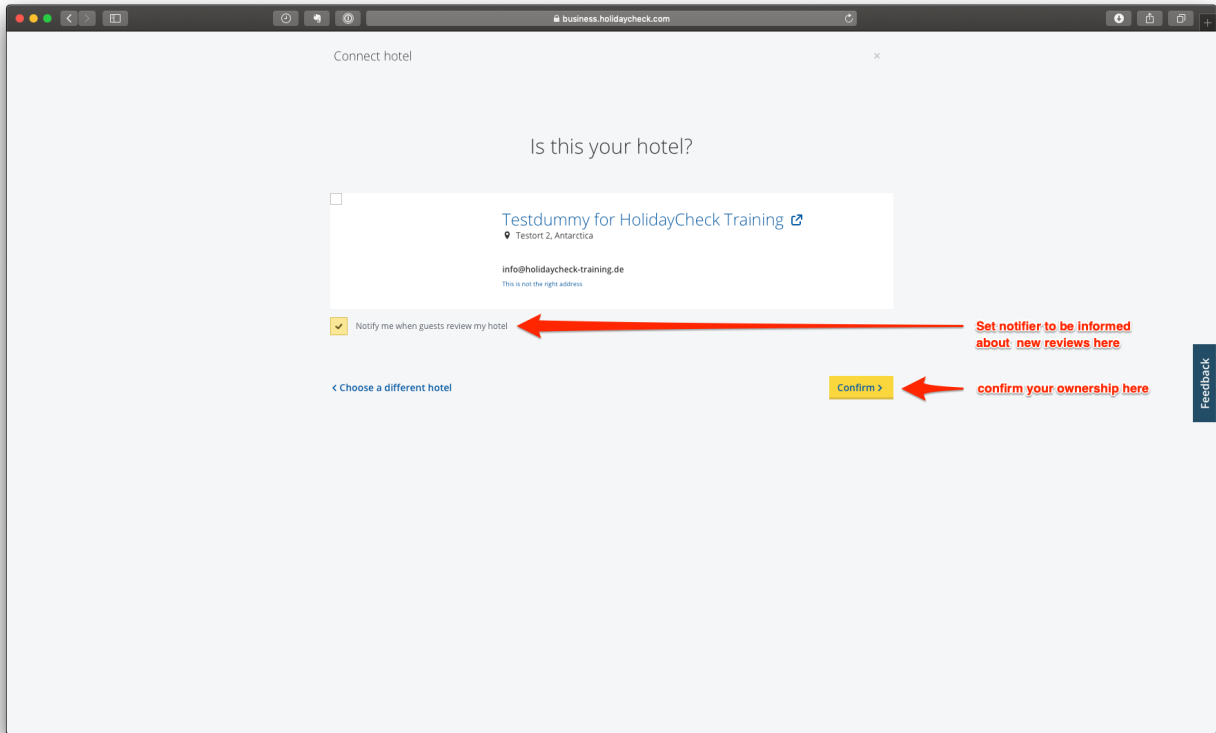 business.holidaycheck.com
Connect hotel
Is this your hotel?
Testdummy for HolidayCheck Training
Testort 2, Antarctica
info@holidaycheck-training.de
This is not the right address
Notify me when guests review my hotel
Set notifier to be informed
about new reviews here
Choose a different hotel
Confirm
confirm your ownership here
Feedback